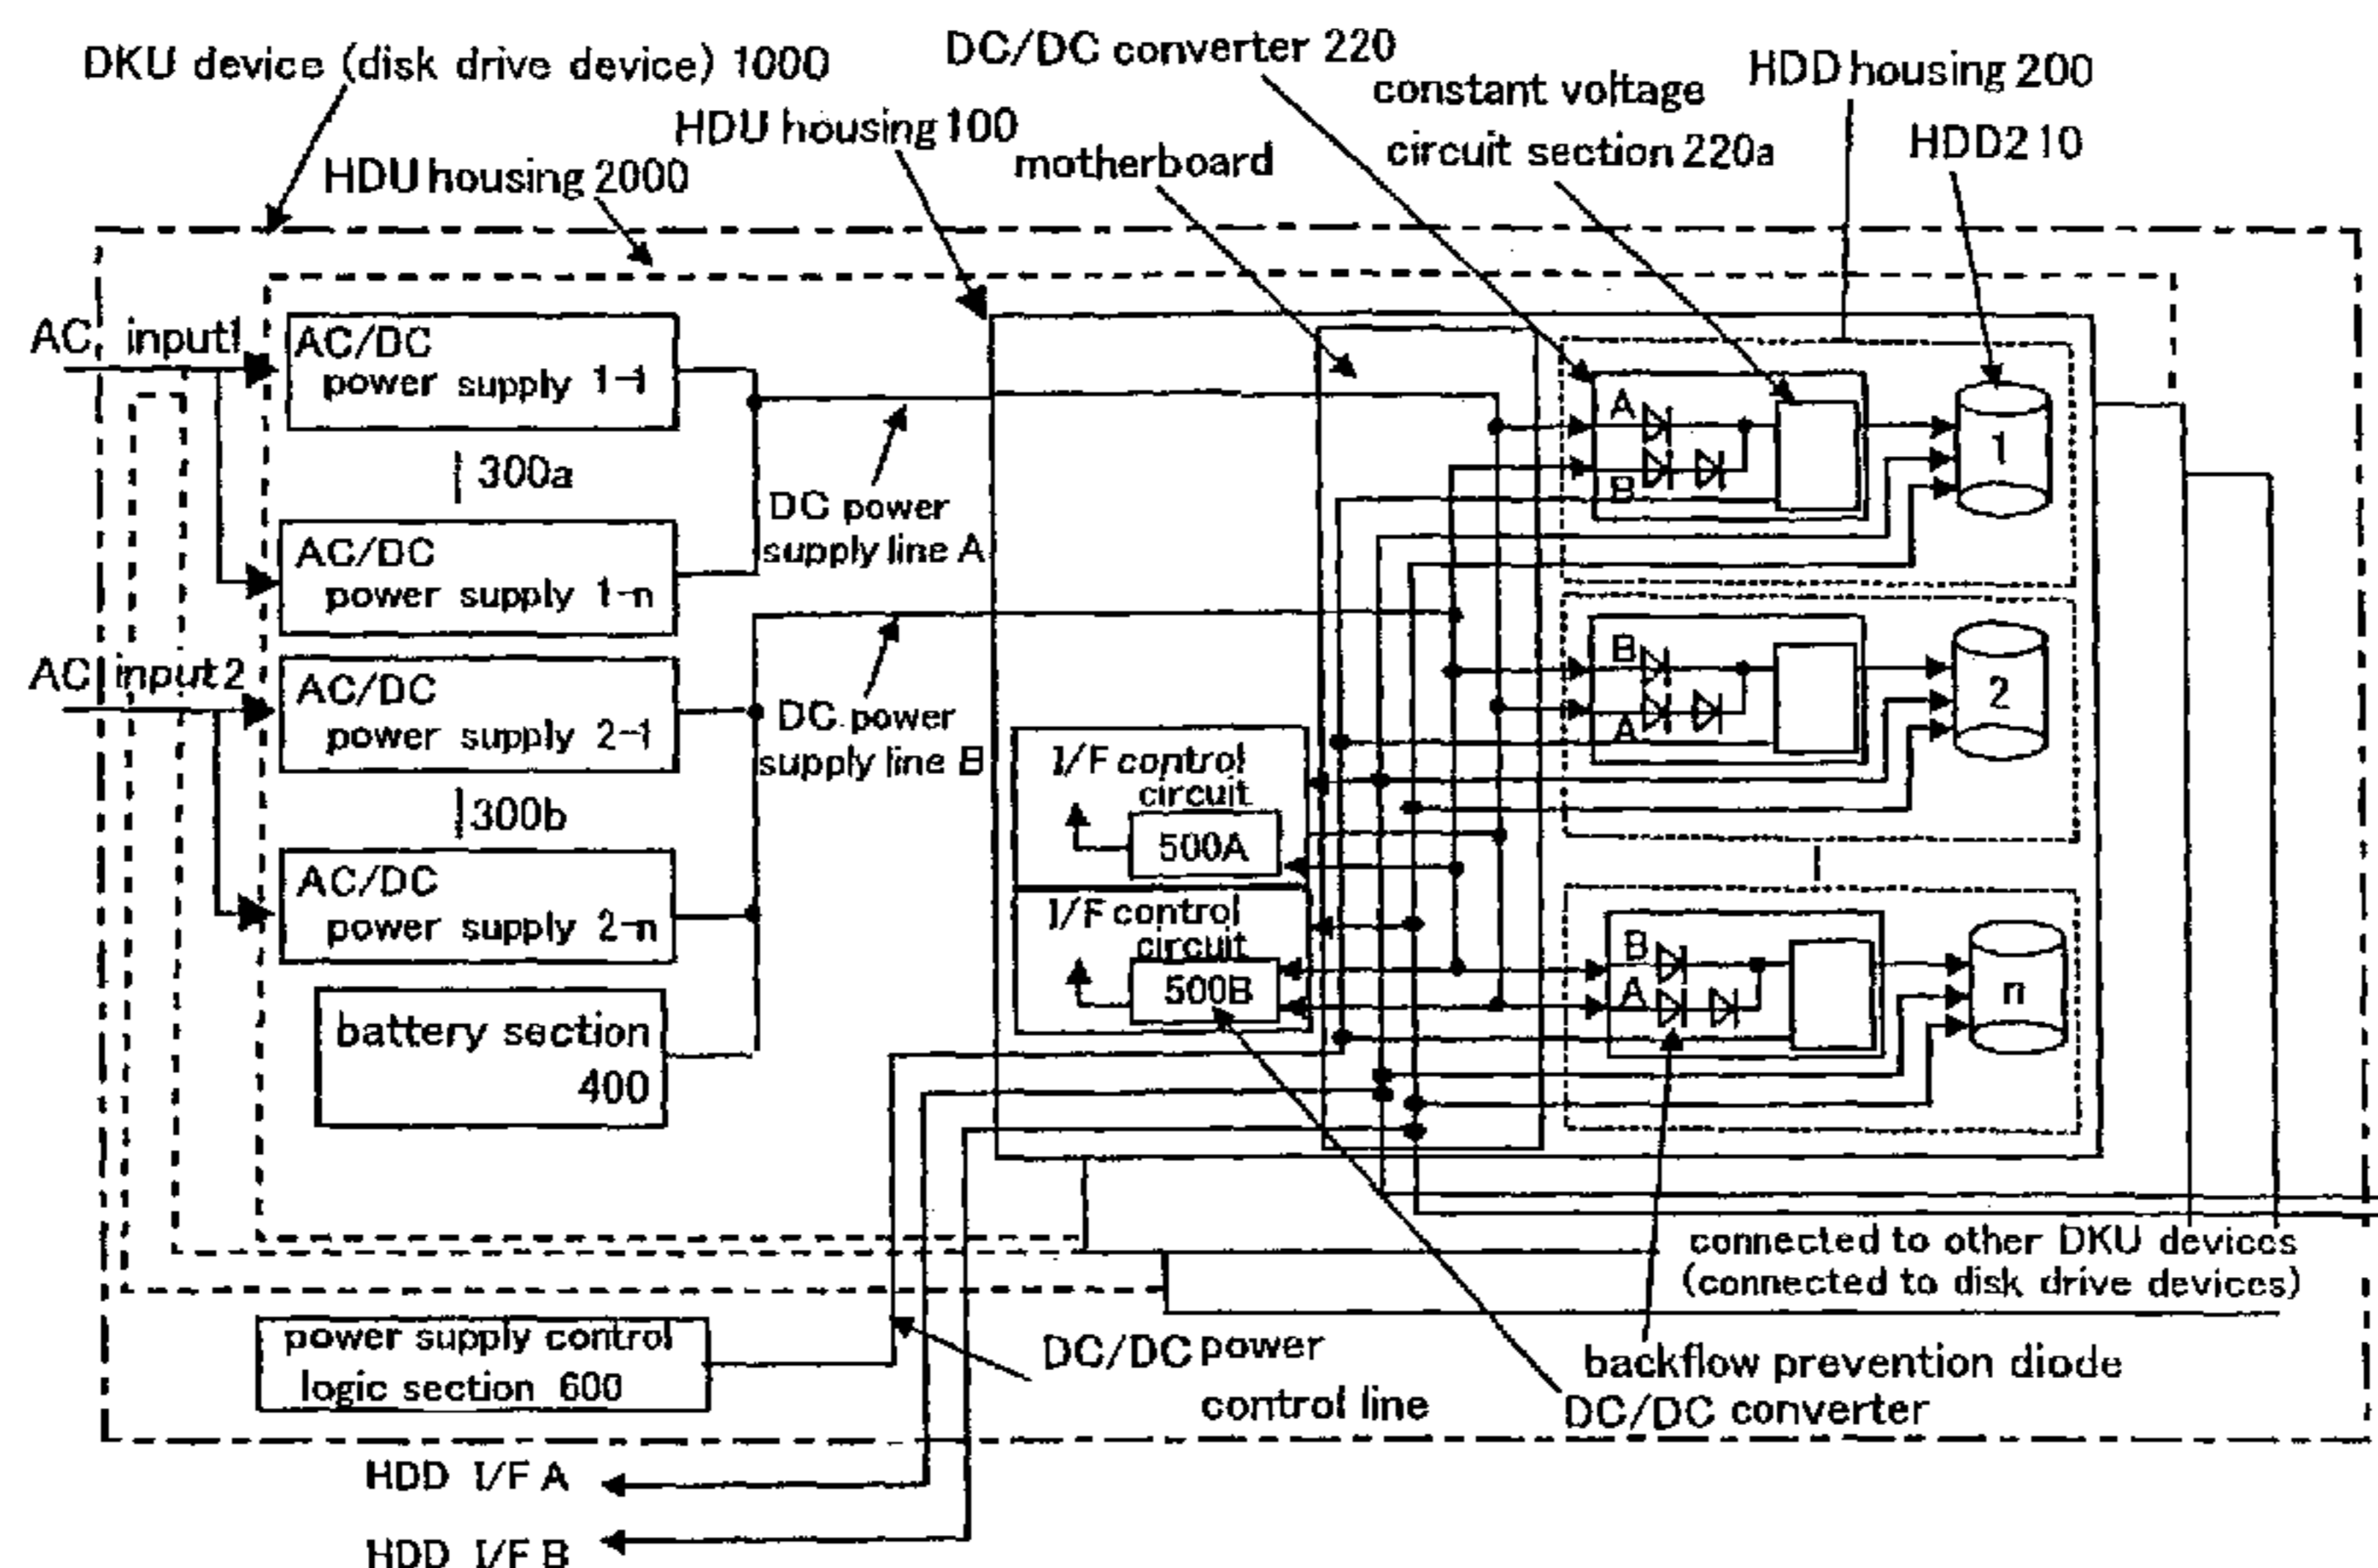 DKU device (disk drive device) 1000
DC/DC converter 220
HDD housing 200
constant voltage
circuit section 220a
HDU housing 100
HDU housing 2000
motherboard
HDD210
AC input1
AC/DC
power supply 1-1
300a
AC/DC
power supply 1-n
DC power
supply line A
AC input2
AC/DC
power supply 2-1
300b
AC/DC
power supply 2-n
DC power
supply line B
battery section
400
I/F control
circuit
500A
I/F control
circuit
500B
A
B
1
B
A
2
B
A
n
connected to other DKU devices
(connected to disk drive devices)
power supply control
logic section 600
DC/DC power
control line
backflow prevention diode
DC/DC converter
HDD I/F A
HDD I/F B